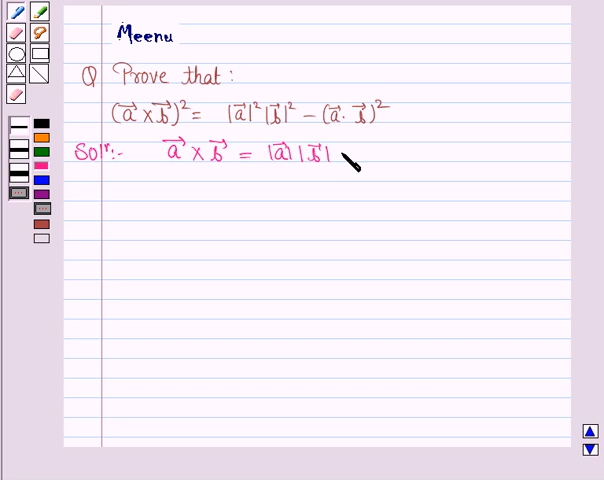 Meenu
Q Prove that :
(a⃗ × b⃗)² = |a⃗|² |b⃗|² − (a⃗ · b⃗)²
Solⁿ:- a⃗ × b⃗ = |a⃗| |b⃗|